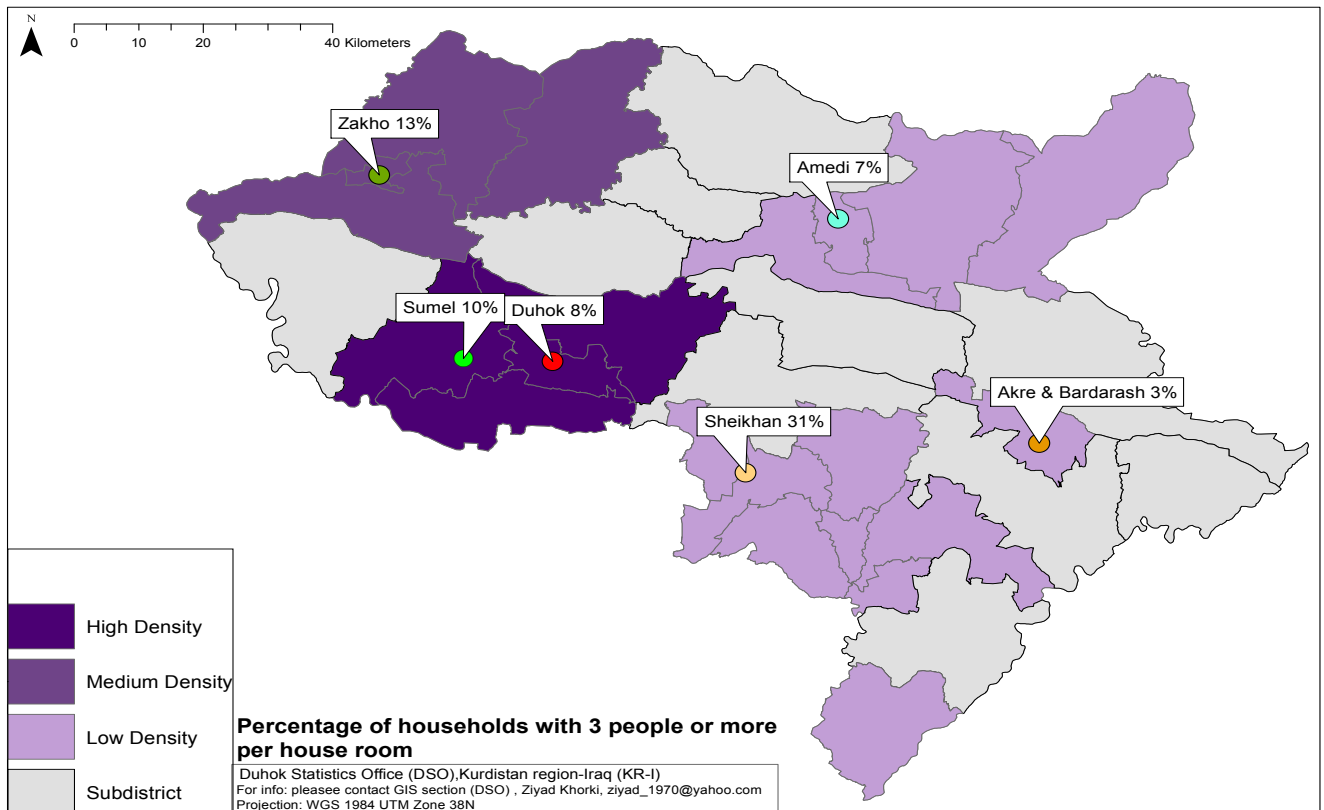 N
0 10 20 40 Kilometers
Zakho 13%
Amedi 7%
Sumel 10%
Duhok 8%
Akre & Bardarash 3%
Sheikhan 31%
High Density
Medium Density
Low Density
Subdistrict
Percentage of households with 3 people or more
per house room
Duhok Statistics Office (DSO),Kurdistan region-Iraq (KR-I)
For info: pleasee contact GIS section (DSO) , Ziyad Khorki, ziyad_1970@yahoo.com
Projection: WGS 1984 UTM Zone 38N